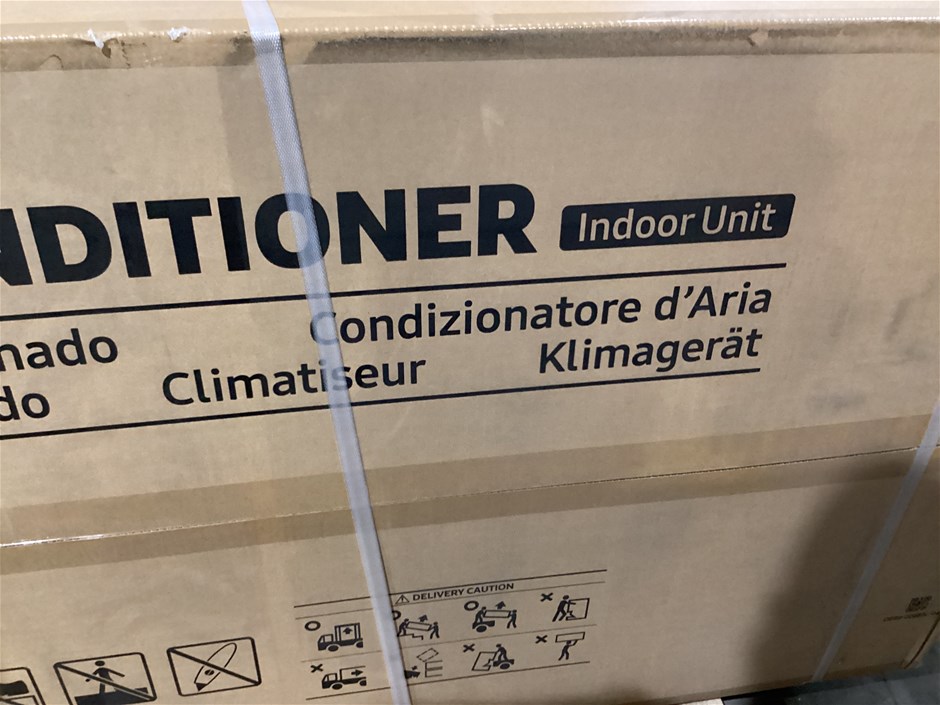 NDITIONER Indoor Unit
nado Condizionatore d'Aria
do Climatiseur Klimagerät
DELIVERY CAUTION